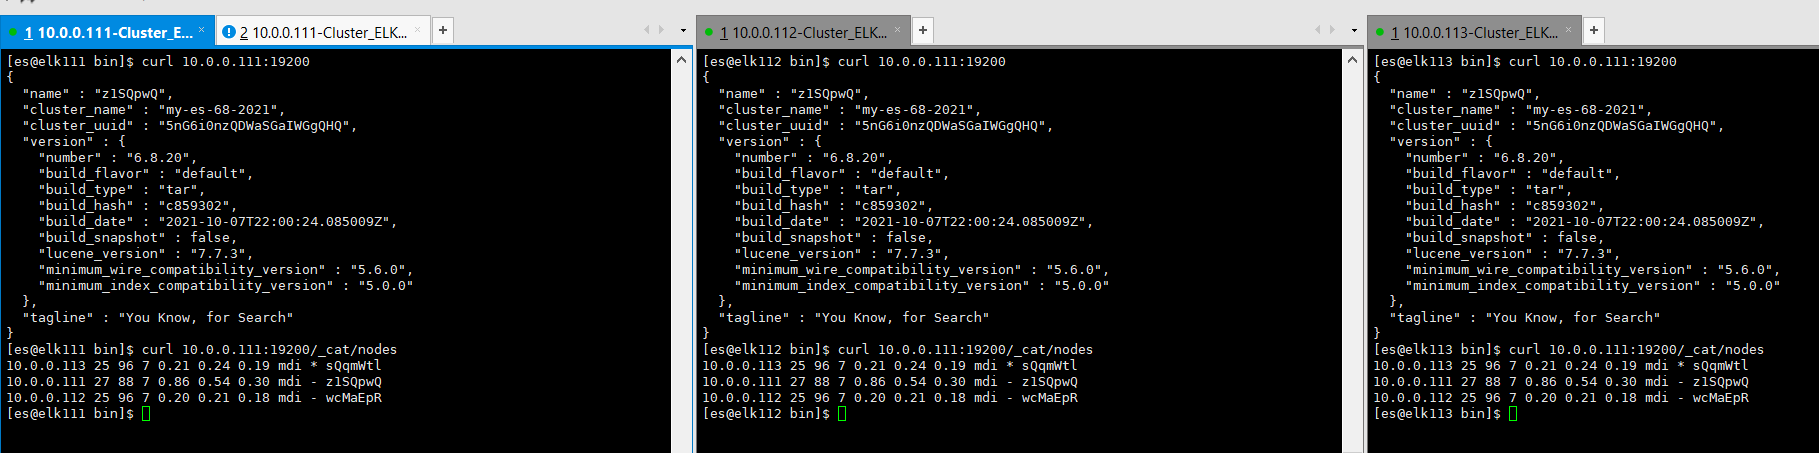 1 10.0.0.111-Cluster_E... × 2 10.0.0.111-Cluster_ELK... × +
[es@elk111 bin]$ curl 10.0.0.111:19200
{
  "name" : "z1SQpwQ",
  "cluster_name" : "my-es-68-2021",
  "cluster_uuid" : "5nG6i0nzQDWaSGaIWGgQHQ",
  "version" : {
    "number" : "6.8.20",
    "build_flavor" : "default",
    "build_type" : "tar",
    "build_hash" : "c859302",
    "build_date" : "2021-10-07T22:00:24.085009Z",
    "build_snapshot" : false,
    "lucene_version" : "7.7.3",
    "minimum_wire_compatibility_version" : "5.6.0",
    "minimum_index_compatibility_version" : "5.0.0"
  },
  "tagline" : "You Know, for Search"
}
[es@elk111 bin]$ curl 10.0.0.111:19200/_cat/nodes
10.0.0.113 25 96 7 0.21 0.24 0.19 mdi * sQqmWtl
10.0.0.111 27 88 7 0.86 0.54 0.30 mdi - z1SQpwQ
10.0.0.112 25 96 7 0.20 0.21 0.18 mdi - wcMaEpR
[es@elk111 bin]$
1 10.0.0.112-Cluster_ELK... × +
[es@elk112 bin]$ curl 10.0.0.111:19200
{
  "name" : "z1SQpwQ",
  "cluster_name" : "my-es-68-2021",
  "cluster_uuid" : "5nG6i0nzQDWaSGaIWGgQHQ",
  "version" : {
    "number" : "6.8.20",
    "build_flavor" : "default",
    "build_type" : "tar",
    "build_hash" : "c859302",
    "build_date" : "2021-10-07T22:00:24.085009Z",
    "build_snapshot" : false,
    "lucene_version" : "7.7.3",
    "minimum_wire_compatibility_version" : "5.6.0",
    "minimum_index_compatibility_version" : "5.0.0"
  },
  "tagline" : "You Know, for Search"
}
[es@elk112 bin]$ curl 10.0.0.111:19200/_cat/nodes
10.0.0.113 25 96 7 0.21 0.24 0.19 mdi * sQqmWtl
10.0.0.111 27 88 7 0.86 0.54 0.30 mdi - z1SQpwQ
10.0.0.112 25 96 7 0.20 0.21 0.18 mdi - wcMaEpR
[es@elk112 bin]$
1 10.0.0.113-Cluster_ELK... × +
[es@elk113 bin]$ curl 10.0.0.111:19200
{
  "name" : "z1SQpwQ",
  "cluster_name" : "my-es-68-2021",
  "cluster_uuid" : "5nG6i0nzQDWaSGaIWGgQHQ",
  "version" : {
    "number" : "6.8.20",
    "build_flavor" : "default",
    "build_type" : "tar",
    "build_hash" : "c859302",
    "build_date" : "2021-10-07T22:00:24.085009Z",
    "build_snapshot" : false,
    "lucene_version" : "7.7.3",
    "minimum_wire_compatibility_version" : "5.6.0",
    "minimum_index_compatibility_version" : "5.0.0"
  },
  "tagline" : "You Know, for Search"
}
[es@elk113 bin]$ curl 10.0.0.111:19200/_cat/nodes
10.0.0.113 25 96 7 0.21 0.24 0.19 mdi * sQqmWtl
10.0.0.111 27 88 7 0.86 0.54 0.30 mdi - z1SQpwQ
10.0.0.112 25 96 7 0.20 0.21 0.18 mdi - wcMaEpR
[es@elk113 bin]$